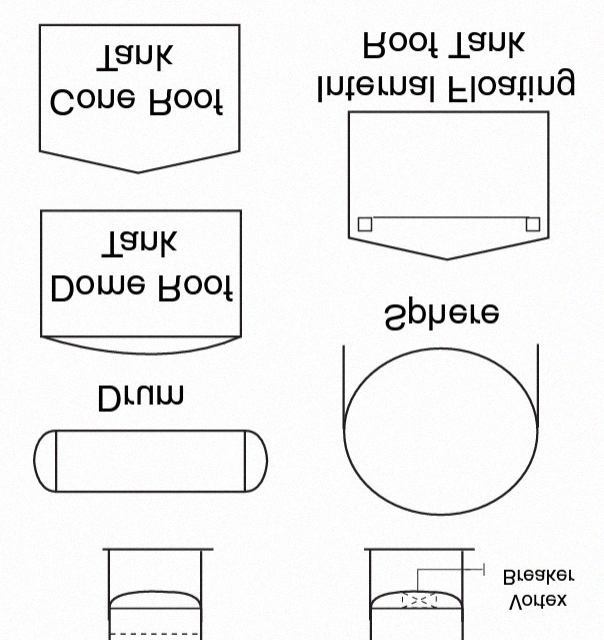 Cone Roof
Tank
Internal Floating
Roof Tank
Dome Roof
Tank
Sphere
Drum
Vortex
Breaker